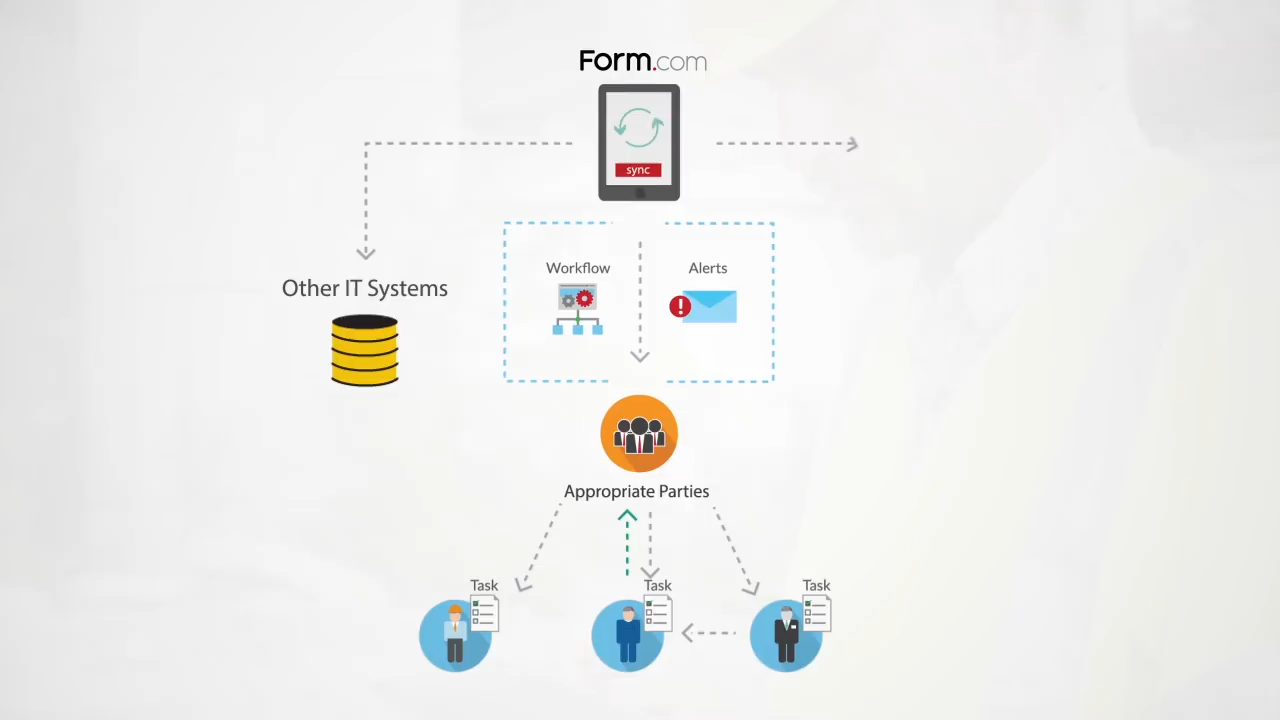 Form.com
sync
Workflow
Alerts
Other IT Systems
Appropriate Parties
Task
Task
Task